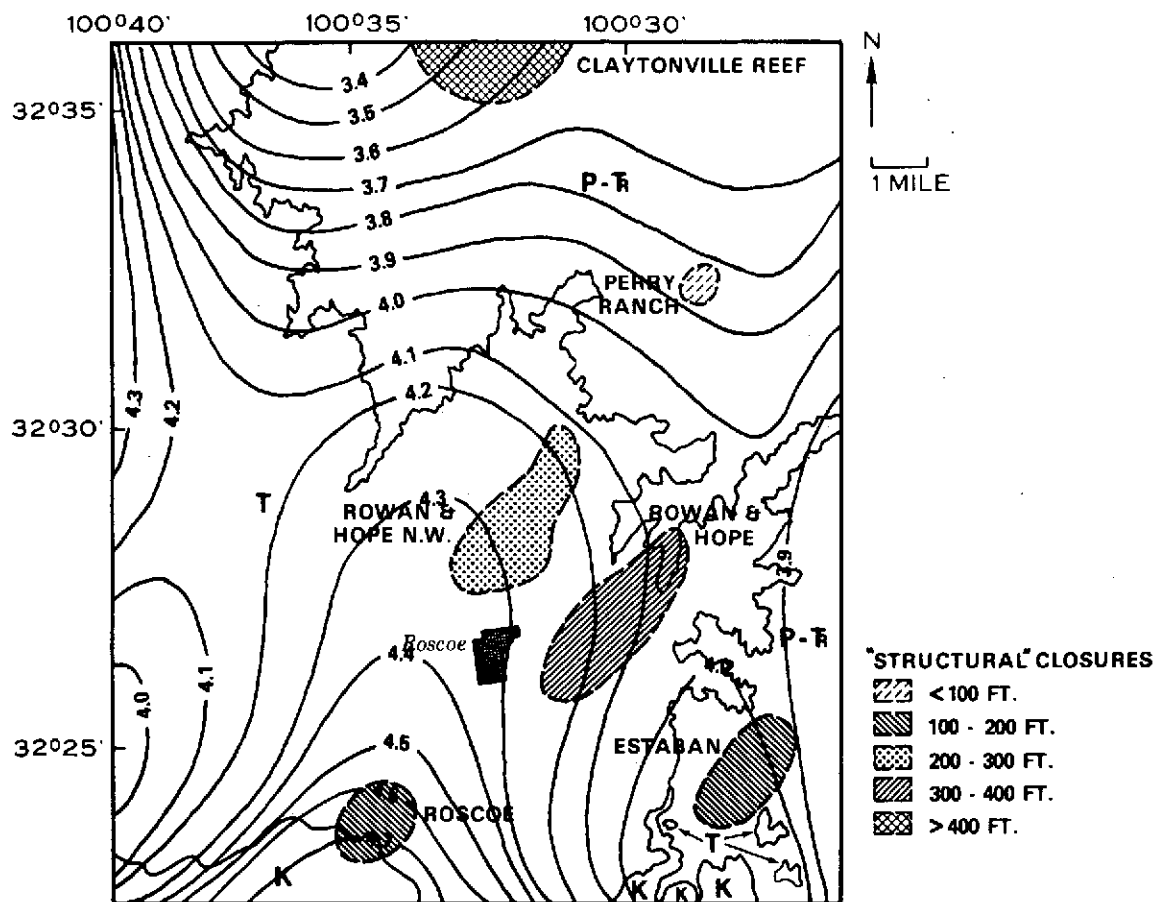 100°40' 100°35' 100°30'
N
CLAYTONVILLE REEF
3.4
32°35'
3.5
3.6
1 MILE
3.7
P-TR
3.8
3.9
PERRY
RANCH
4.0
4.1
4.3
4.2
4.2
32°30'
T
4.3
ROWAN &
HOPE N.W.
ROWAN &
HOPE
3.9
Roscoe
P-TR
4.4
4.1
4.0
"STRUCTURAL" CLOSURES
<100 FT.
100 - 200 FT.
200 - 300 FT.
300 - 400 FT.
>400 FT.
32°25'
4.5
ESTABAN
ROSCOE
T
K
K
K
K